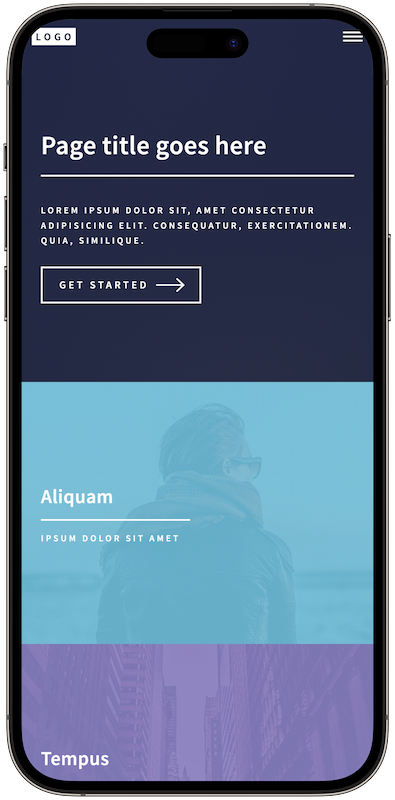 LOGO
Page title goes here
LOREM IPSUM DOLOR SIT, AMET CONSECTETUR
ADIPISICING ELIT. CONSEQUATUR, EXERCITATIONEM.
QUIA, SIMILIQUE.
GET STARTED
Aliquam
IPSUM DOLOR SIT AMET
Tempus